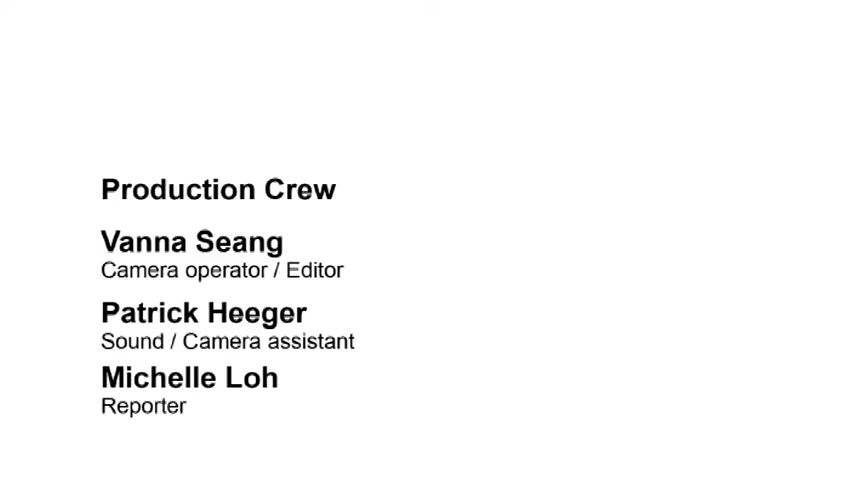 Production Crew
Vanna Seang
Camera operator / Editor
Patrick Heeger
Sound / Camera assistant
Michelle Loh
Reporter